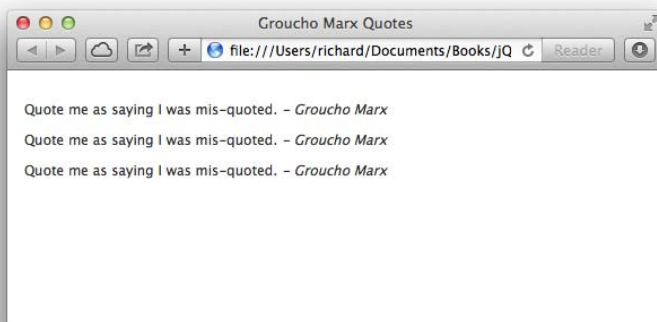 Groucho Marx Quotes
file:///Users/richard/Documents/Books/jQ
Reader
Quote me as saying I was mis-quoted. – Groucho Marx
Quote me as saying I was mis-quoted. – Groucho Marx
Quote me as saying I was mis-quoted. – Groucho Marx